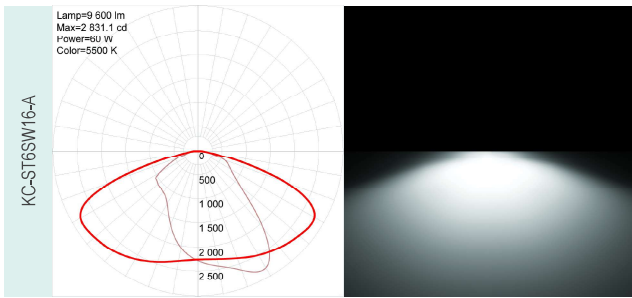 KC-ST6SW16-A
Lamp=9 600 lm
Max=2 831.1 cd
Power=60 W
Color=5500 K
0
500
1 000
1 500
2 000
2 500